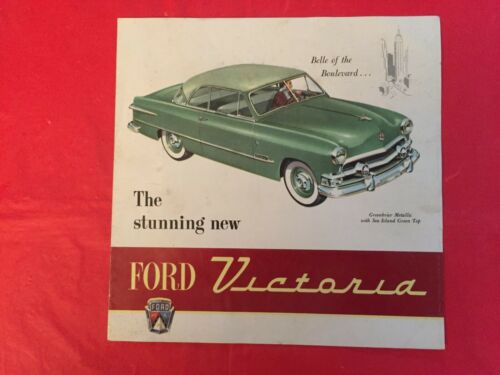 Belle of the
Boulevard . . .
Greenbrier Metallic
with Sea Island Green Top
The
stunning new
FORD Victoria
FORD